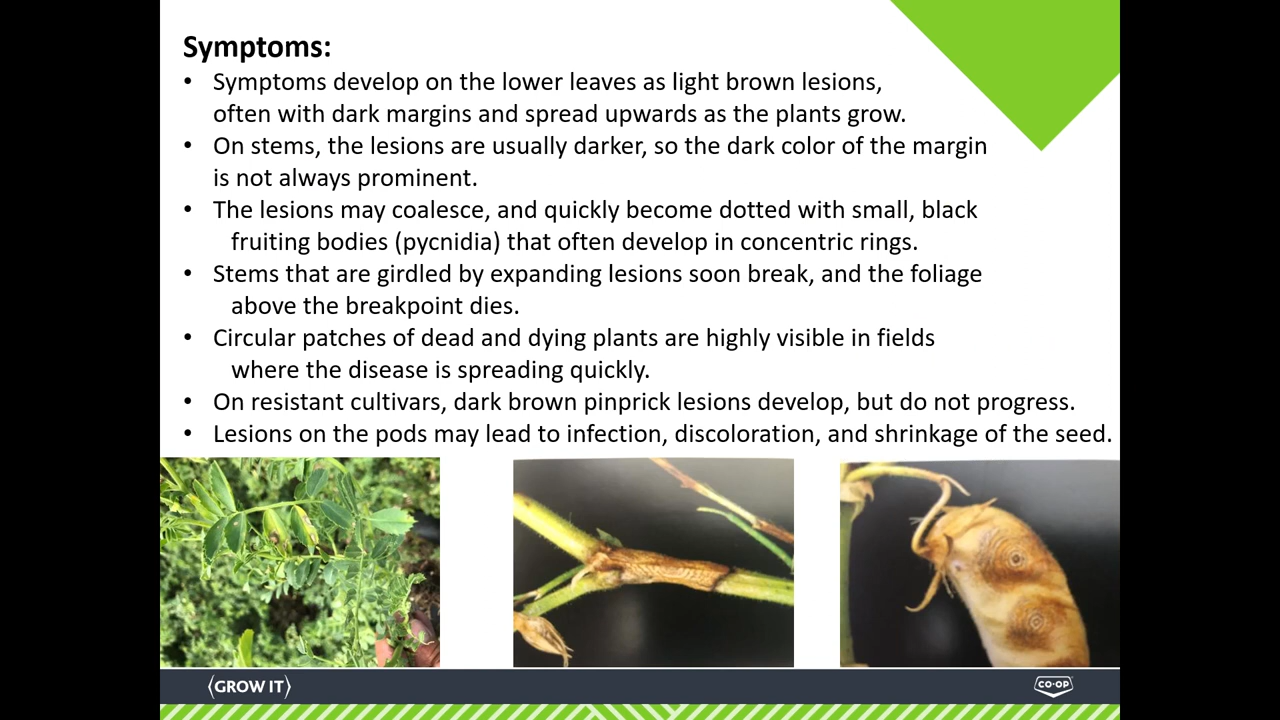 Symptoms:
• Symptoms develop on the lower leaves as light brown lesions,
often with dark margins and spread upwards as the plants grow.
• On stems, the lesions are usually darker, so the dark color of the margin
is not always prominent.
• The lesions may coalesce, and quickly become dotted with small, black
fruiting bodies (pycnidia) that often develop in concentric rings.
• Stems that are girdled by expanding lesions soon break, and the foliage
above the breakpoint dies.
• Circular patches of dead and dying plants are highly visible in fields
where the disease is spreading quickly.
• On resistant cultivars, dark brown pinprick lesions develop, but do not progress.
• Lesions on the pods may lead to infection, discoloration, and shrinkage of the seed.
GROW IT
CO-OP